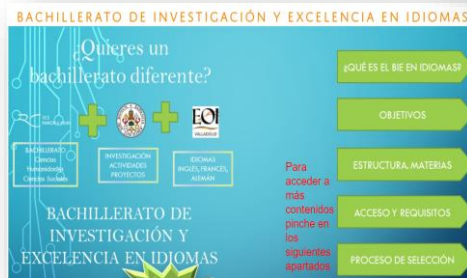 BACHILLERATO DE INVESTIGACIÓN Y EXCELENCIA EN IDIOMAS
¿Quieres un
bachillerato diferente?
EOI
VALLADOLID
BACHILLERATO
Ciencias
Humanidades
Ciencias Sociales
INVESTIGACIÓN
ACTIVIDADES
PROYECTOS
IDIOMAS
INGLÉS, FRANCÉS,
ALEMÁN
BACHILLERATO DE
INVESTIGACIÓN Y
EXCELENCIA EN IDIOMAS
Para
acceder a
más
contenidos
pinche en
los
siguientes
apartados
¿QUÉ ES EL BIE EN IDIOMAS?
OBJETIVOS
ESTRUCTURA. MATERIAS
ACCESO Y REQUISITOS
PROCESO DE SELECCIÓN